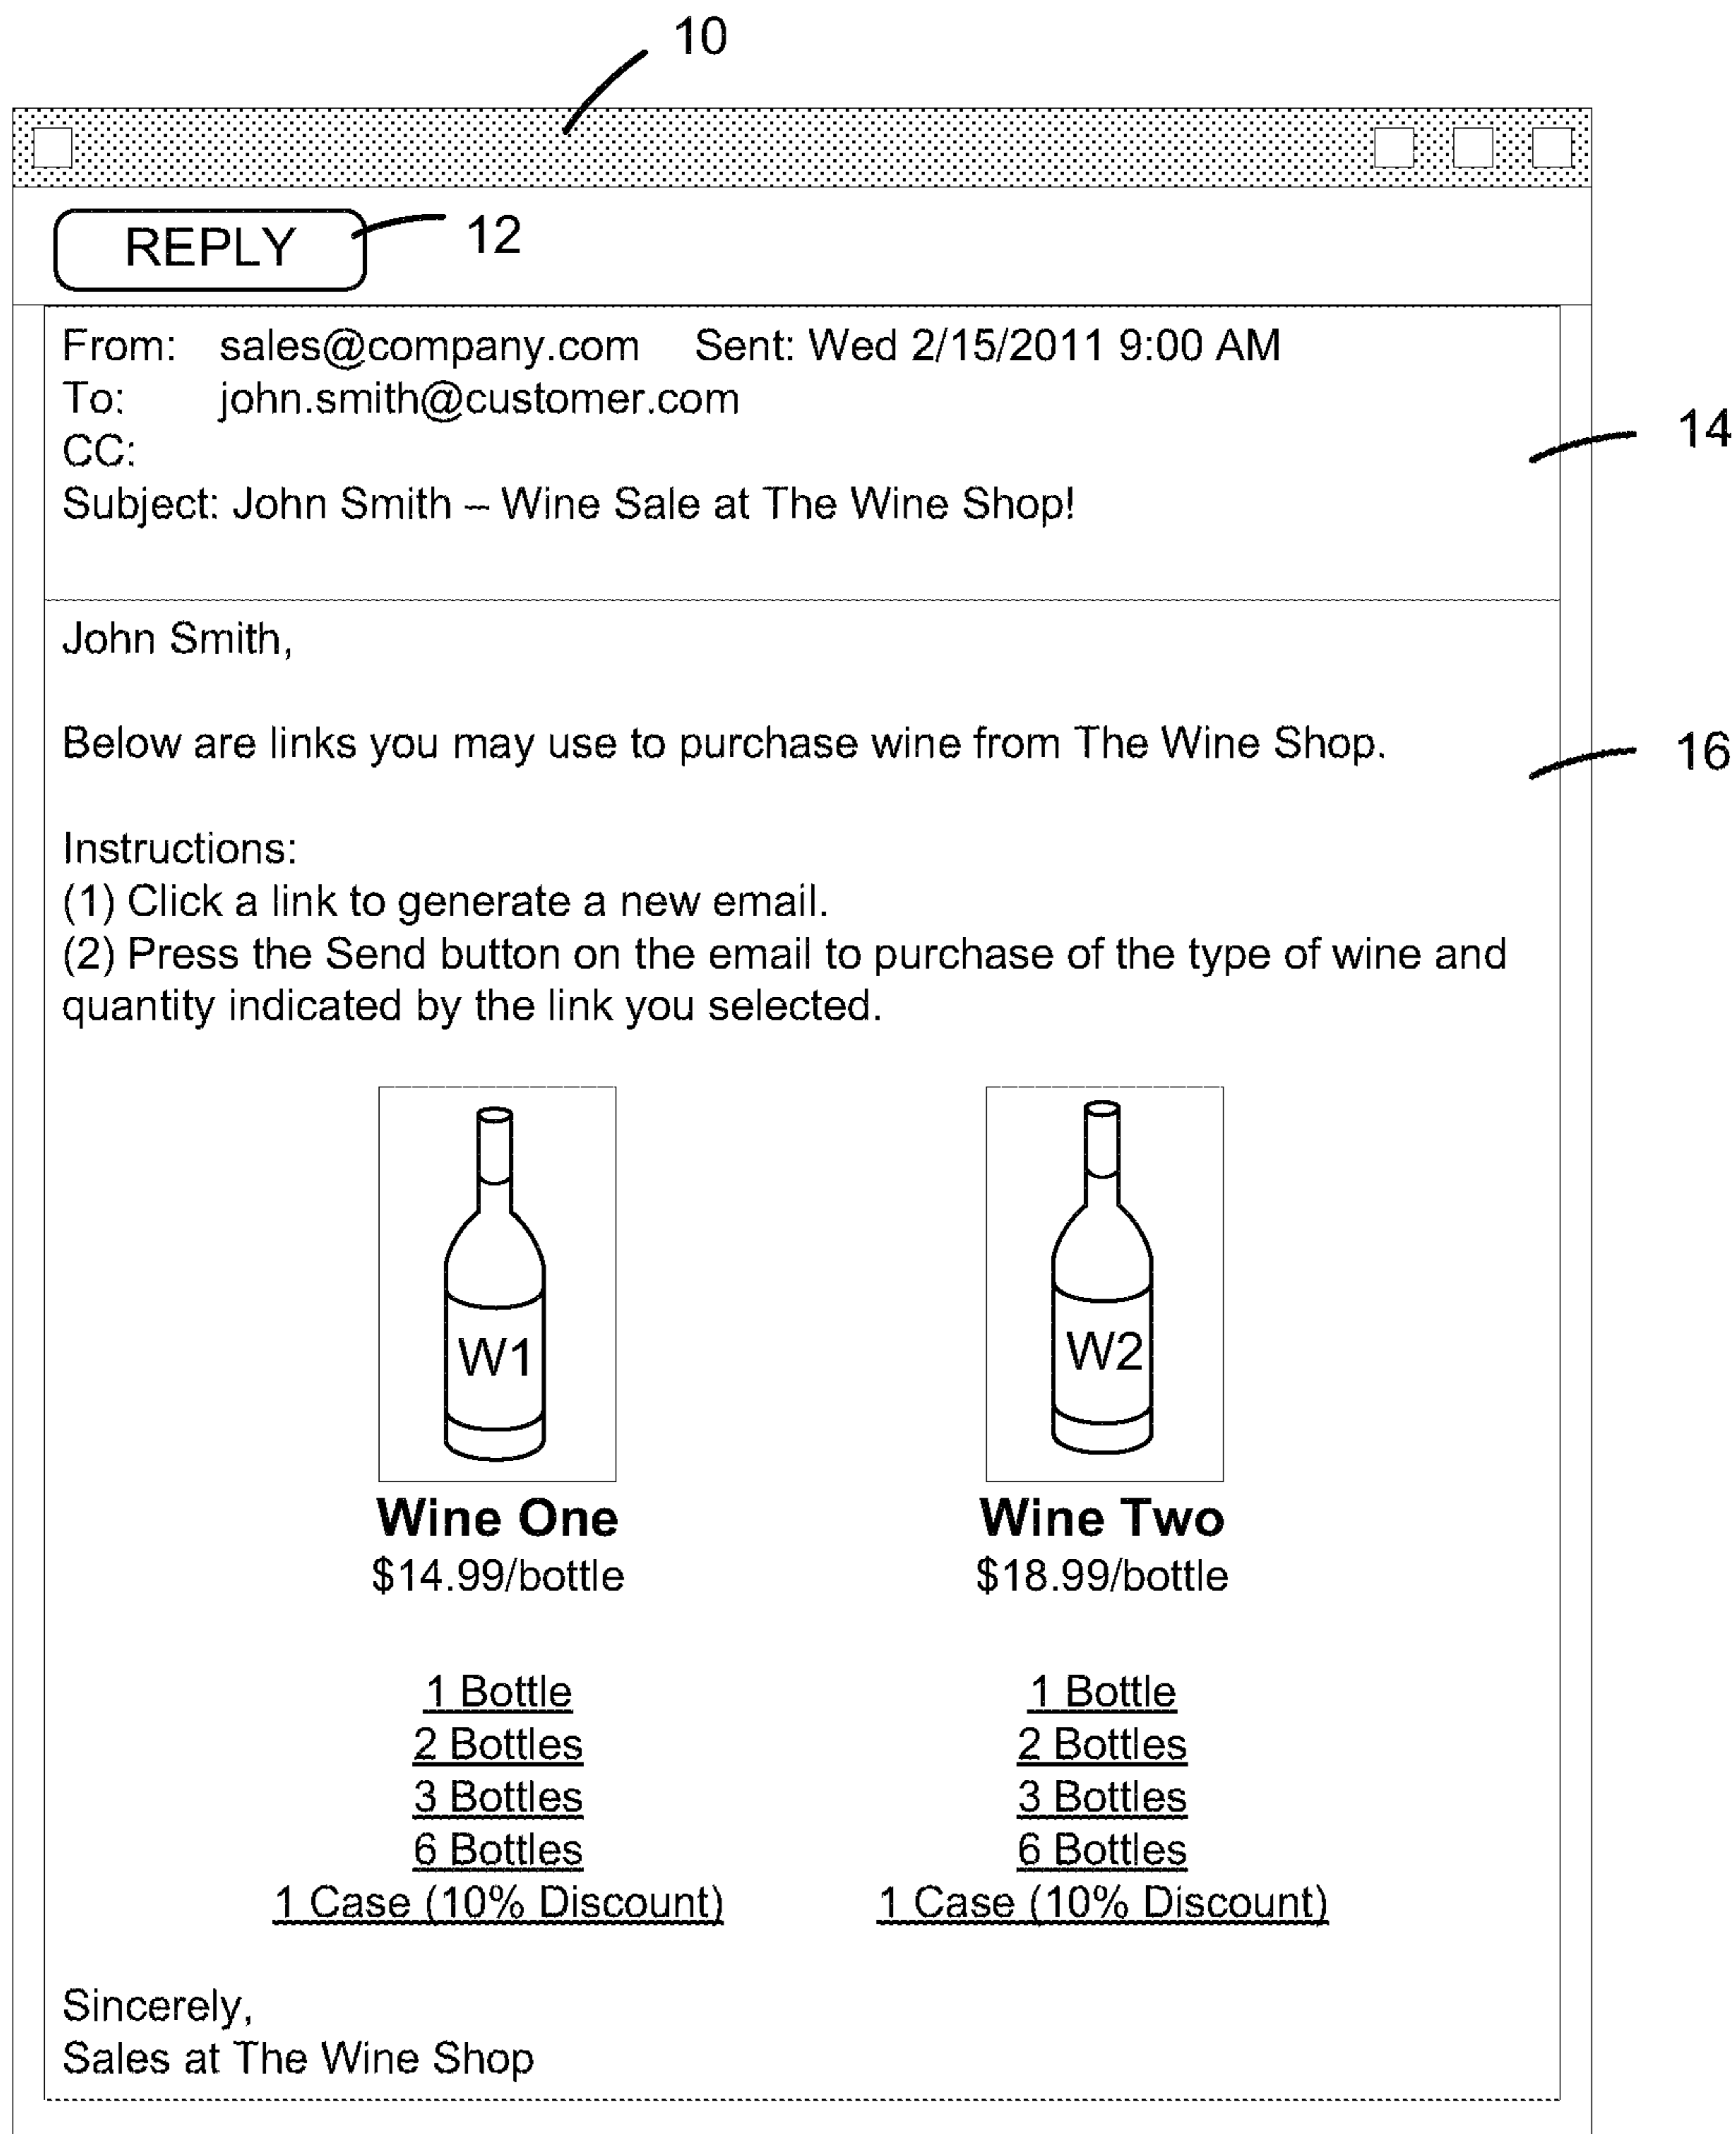 10
REPLY 12
From: sales@company.com Sent: Wed 2/15/2011 9:00 AM
To: john.smith@customer.com
14
CC:
Subject: John Smith – Wine Sale at The Wine Shop!
John Smith,
Below are links you may use to purchase wine from The Wine Shop.
16
Instructions:
(1) Click a link to generate a new email.
(2) Press the Send button on the email to purchase of the type of wine and
quantity indicated by the link you selected.
W1 W2
Wine One Wine Two
$14.99/bottle $18.99/bottle
1 Bottle 1 Bottle
2 Bottles 2 Bottles
3 Bottles 3 Bottles
6 Bottles 6 Bottles
1 Case (10% Discount) 1 Case (10% Discount)
Sincerely,
Sales at The Wine Shop